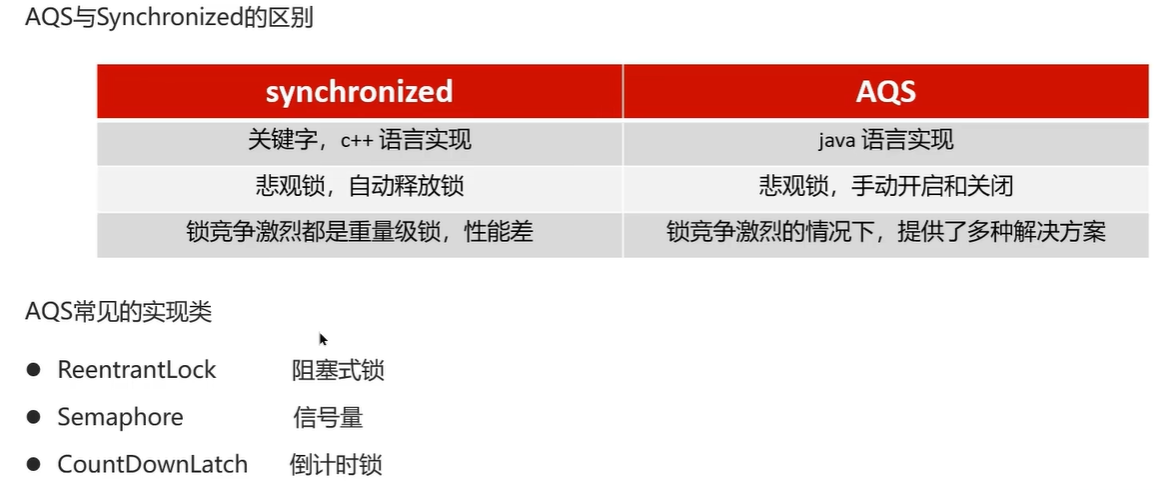 AQS与Synchronized的区别
synchronized AQS
关键字，c++ 语言实现 java 语言实现
悲观锁，自动释放锁 悲观锁，手动开启和关闭
锁竞争激烈都是重量级锁，性能差 锁竞争激烈的情况下，提供了多种解决方案
AQS常见的实现类
● ReentrantLock 阻塞式锁
● Semaphore 信号量
● CountDownLatch 倒计时锁